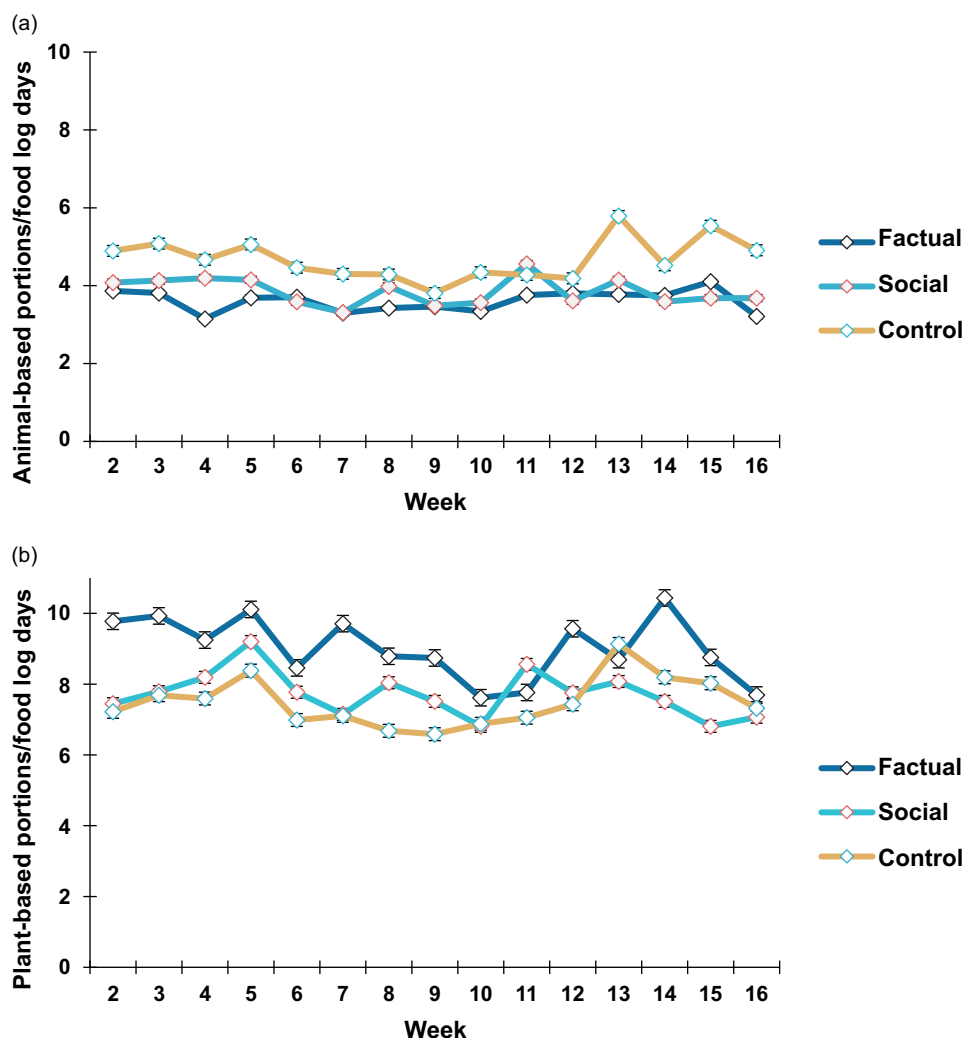 (a)
Animal-based portions/food log days
10
8
6
4
2
0
2 3 4 5 6 7 8 9 10 11 12 13 14 15 16
Week
Factual
Social
Control
(b)
Plant-based portions/food log days
10
8
6
4
2
0
2 3 4 5 6 7 8 9 10 11 12 13 14 15 16
Week
Factual
Social
Control